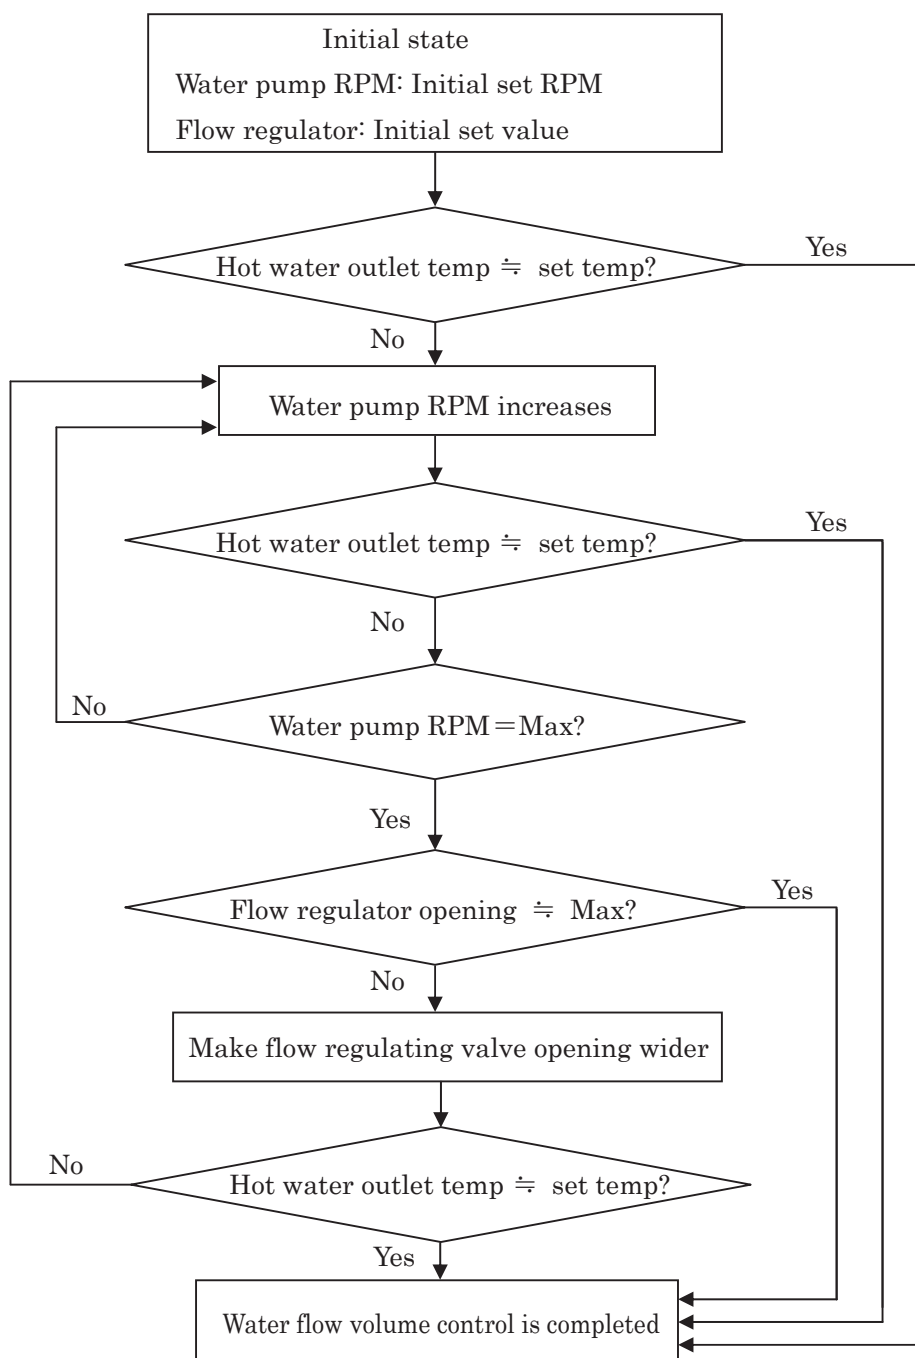 Initial state
Water pump RPM: Initial set RPM
Flow regulator: Initial set value
Hot water outlet temp ≒ set temp?
Yes
No
Water pump RPM increases
Hot water outlet temp ≒ set temp?
Yes
No
Water pump RPM=Max?
No
Yes
Flow regulator opening ≒ Max?
Yes
No
Make flow regulating valve opening wider
Hot water outlet temp ≒ set temp?
No
Yes
Water flow volume control is completed